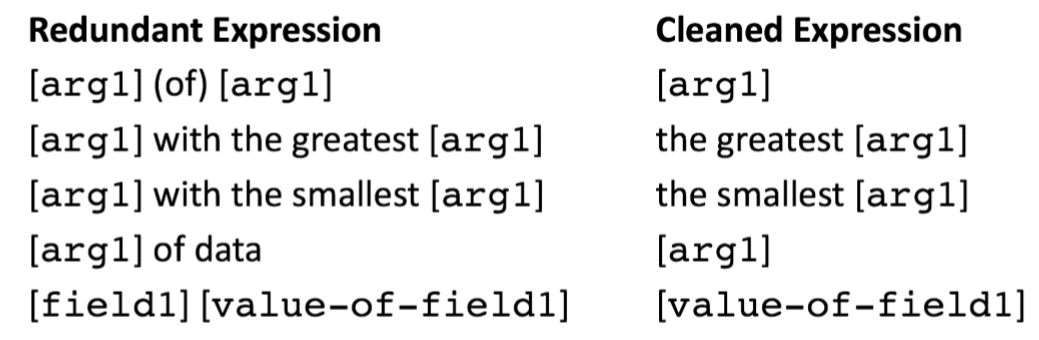 Redundant Expression Cleaned Expression
[arg1] (of) [arg1] [arg1]
[arg1] with the greatest [arg1] the greatest [arg1]
[arg1] with the smallest [arg1] the smallest [arg1]
[arg1] of data [arg1]
[field1] [value-of-field1] [value-of-field1]